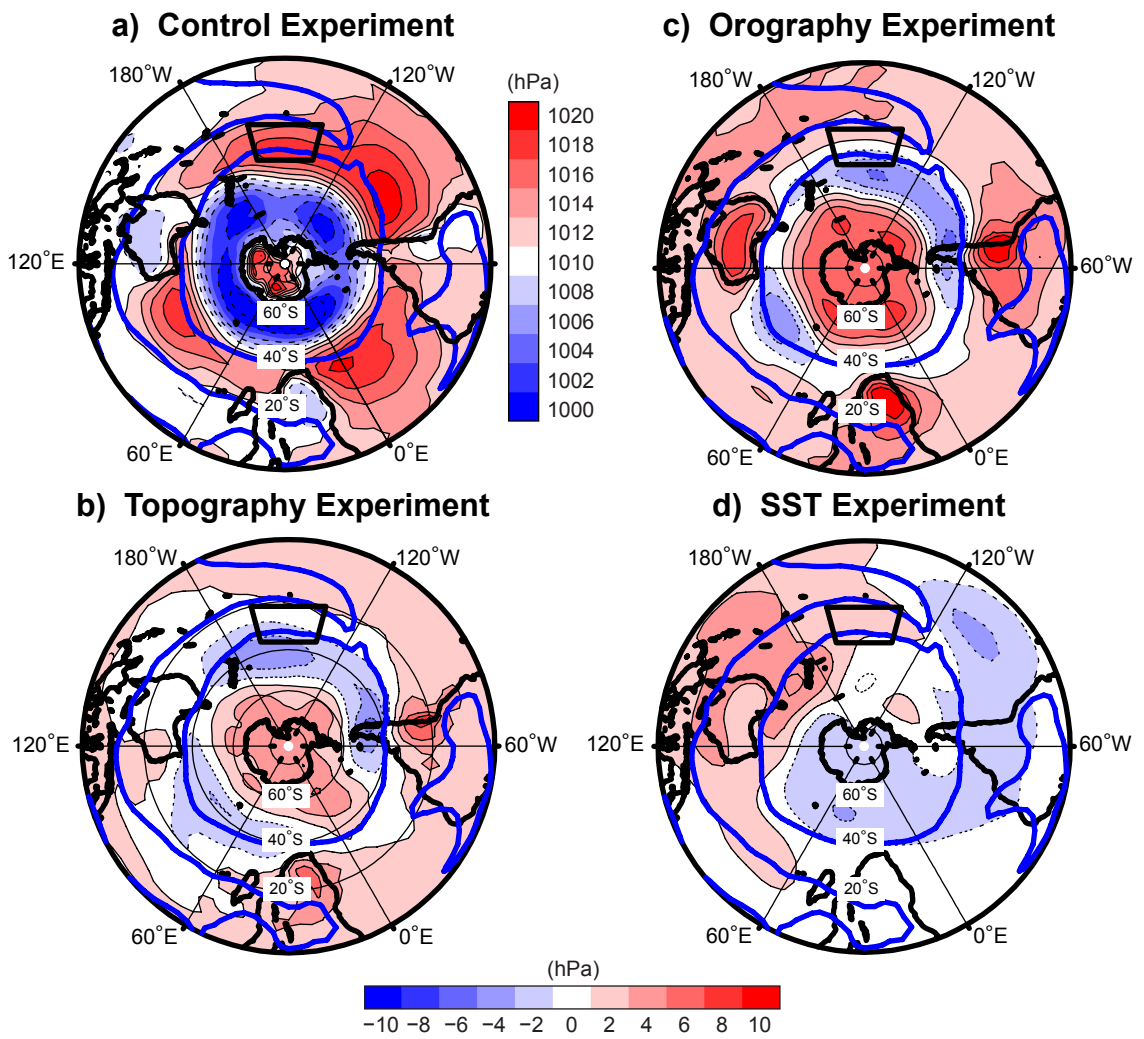 a) Control Experiment
180°W
120°W
120°E
60°S
40°S
20°S
60°E
0°E
(hPa)
1020
1018
1016
1014
1012
1010
1008
1006
1004
1002
1000
c) Orography Experiment
180°W
120°W
120°E
60°W
60°S
40°S
20°S
60°E
0°E
b) Topography Experiment
180°W
120°W
120°E
60°W
60°S
40°S
20°S
60°E
0°E
d) SST Experiment
180°W
120°W
120°E
60°W
60°S
40°S
20°S
60°E
0°E
(hPa)
−10 −8 −6 −4 −2 0 2 4 6 8 10